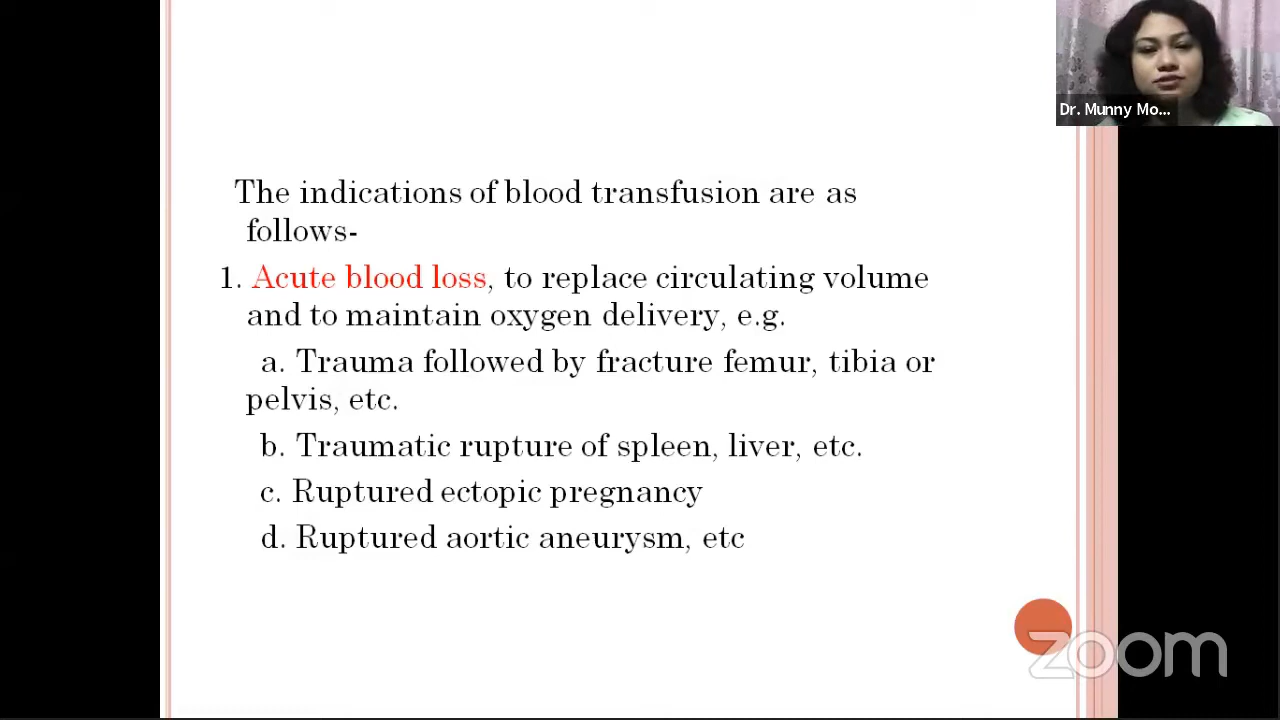 Dr. Munny Mo...
The indications of blood transfusion are as
follows-
1. Acute blood loss, to replace circulating volume
and to maintain oxygen delivery, e.g.
a. Trauma followed by fracture femur, tibia or
pelvis, etc.
b. Traumatic rupture of spleen, liver, etc.
c. Ruptured ectopic pregnancy
d. Ruptured aortic aneurysm, etc
zoom